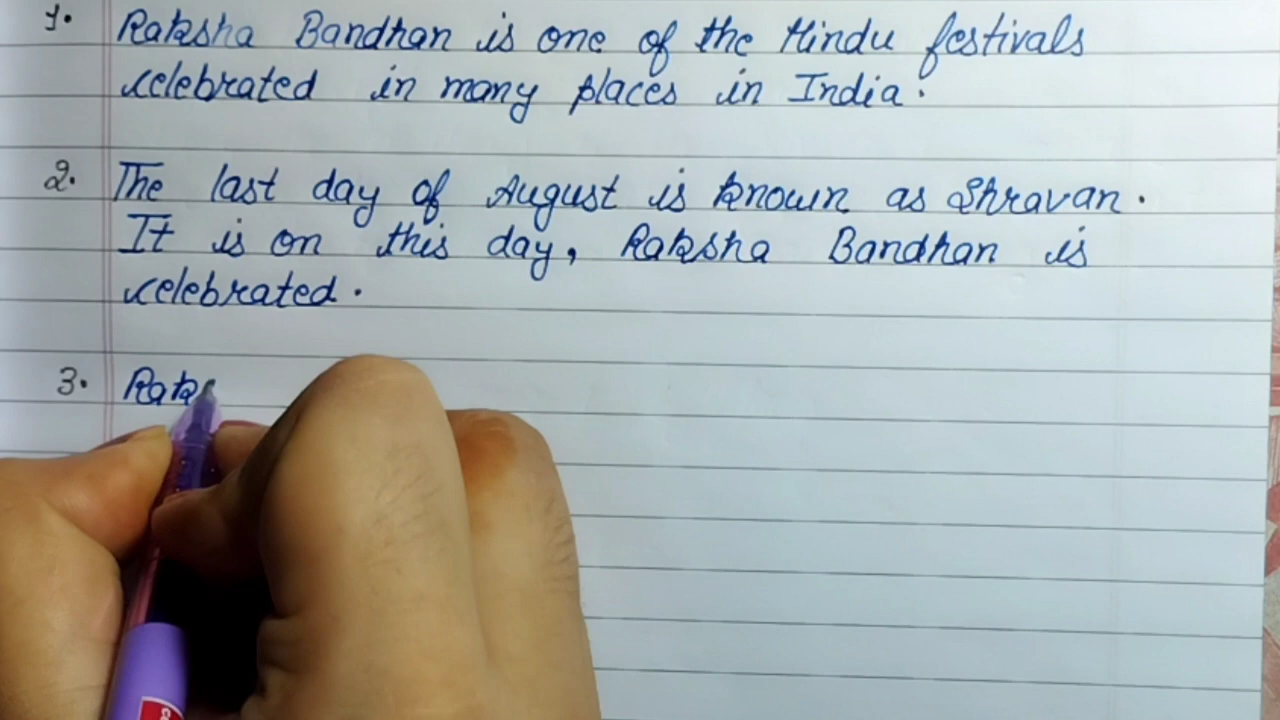 1. Raksha Bandhan is one of the Hindu festivals
celebrated in many places in India.
2. The last day of August is known as Shravan.
It is on this day, Raksha Bandhan is
celebrated.
3. Rak